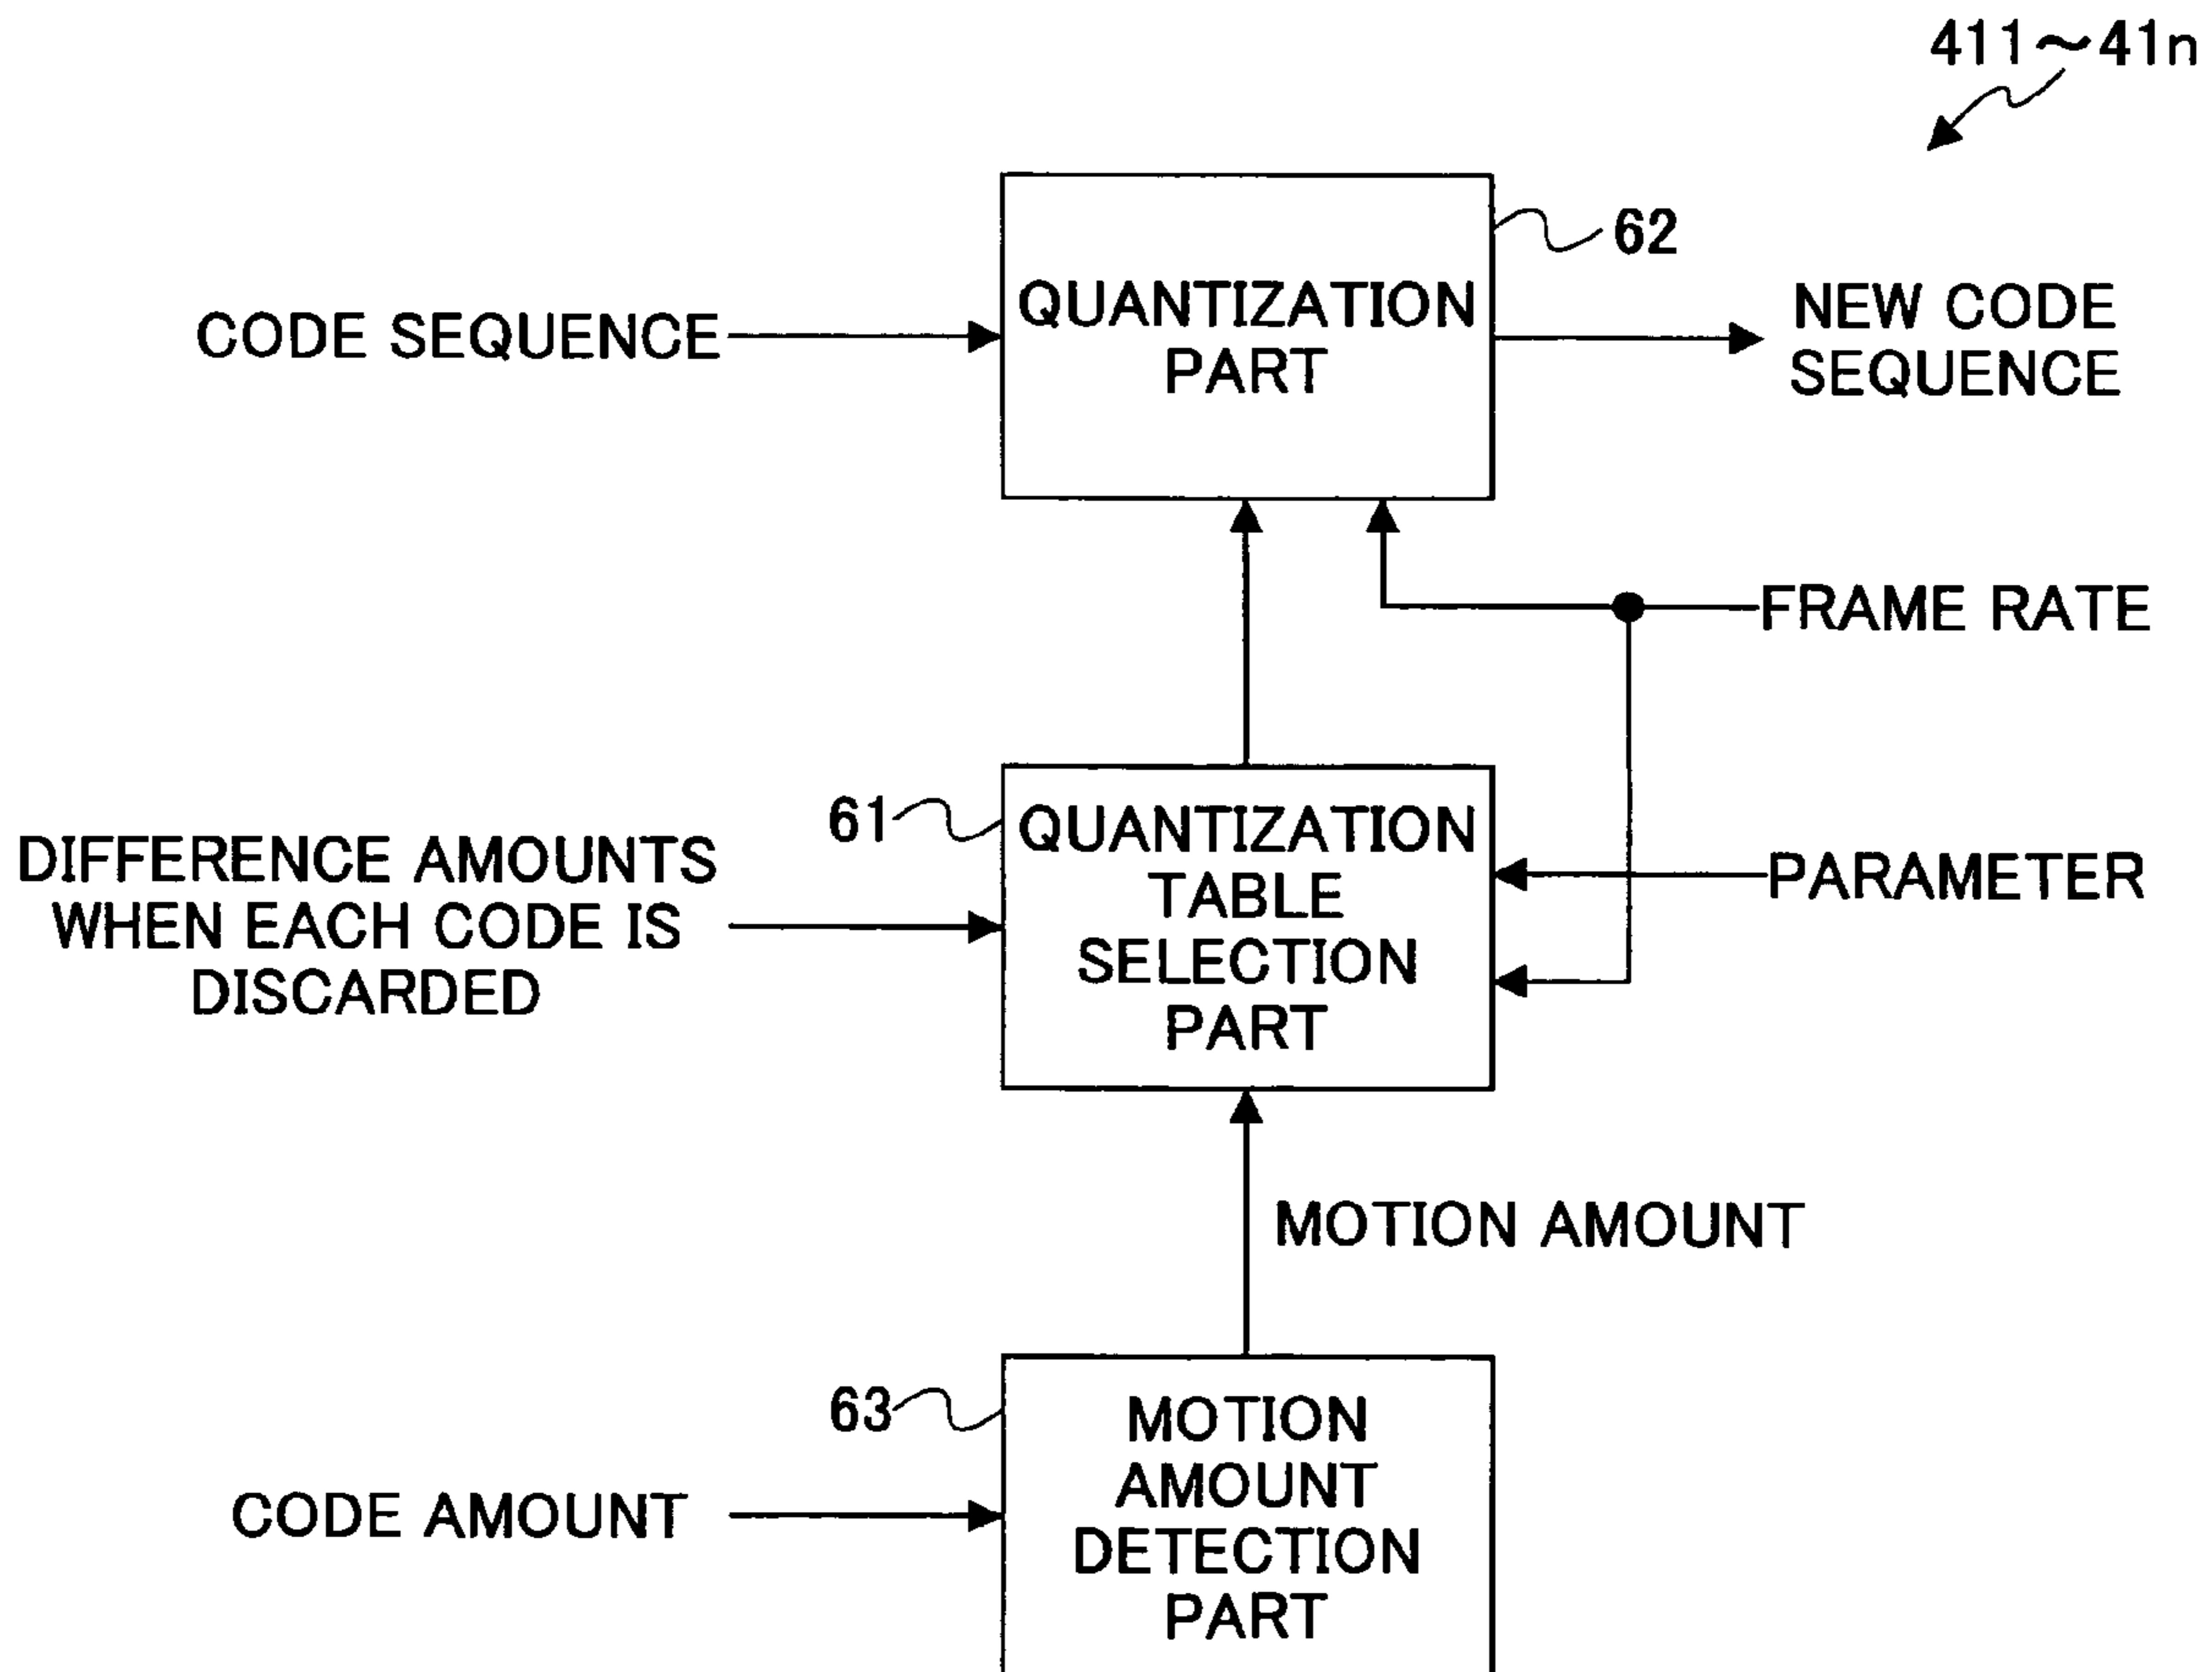 411～41n
62
QUANTIZATION
PART
CODE SEQUENCE
NEW CODE
SEQUENCE
FRAME RATE
61
QUANTIZATION
TABLE
SELECTION
PART
DIFFERENCE AMOUNTS
WHEN EACH CODE IS
DISCARDED
PARAMETER
MOTION AMOUNT
63
MOTION
AMOUNT
DETECTION
PART
CODE AMOUNT